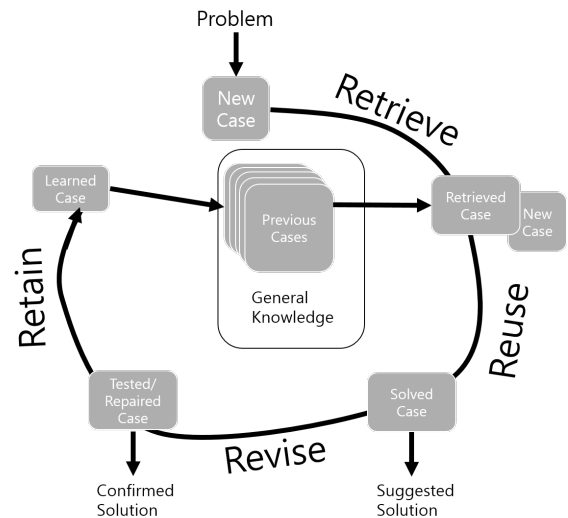 Problem
New
Case
Retrieve
Learned
Case
Previous
Cases
Retrieved
Case
New
Case
General
Knowledge
Retain
Reuse
Tested/
Repaired
Case
Solved
Case
Revise
Confirmed
Solution
Suggested
Solution